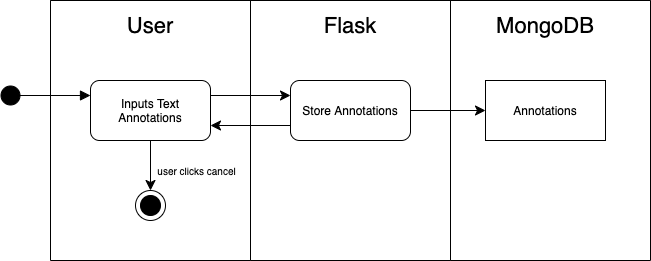 User
Flask
MongoDB
Inputs Text
Annotations
Store Annotations
Annotations
user clicks cancel